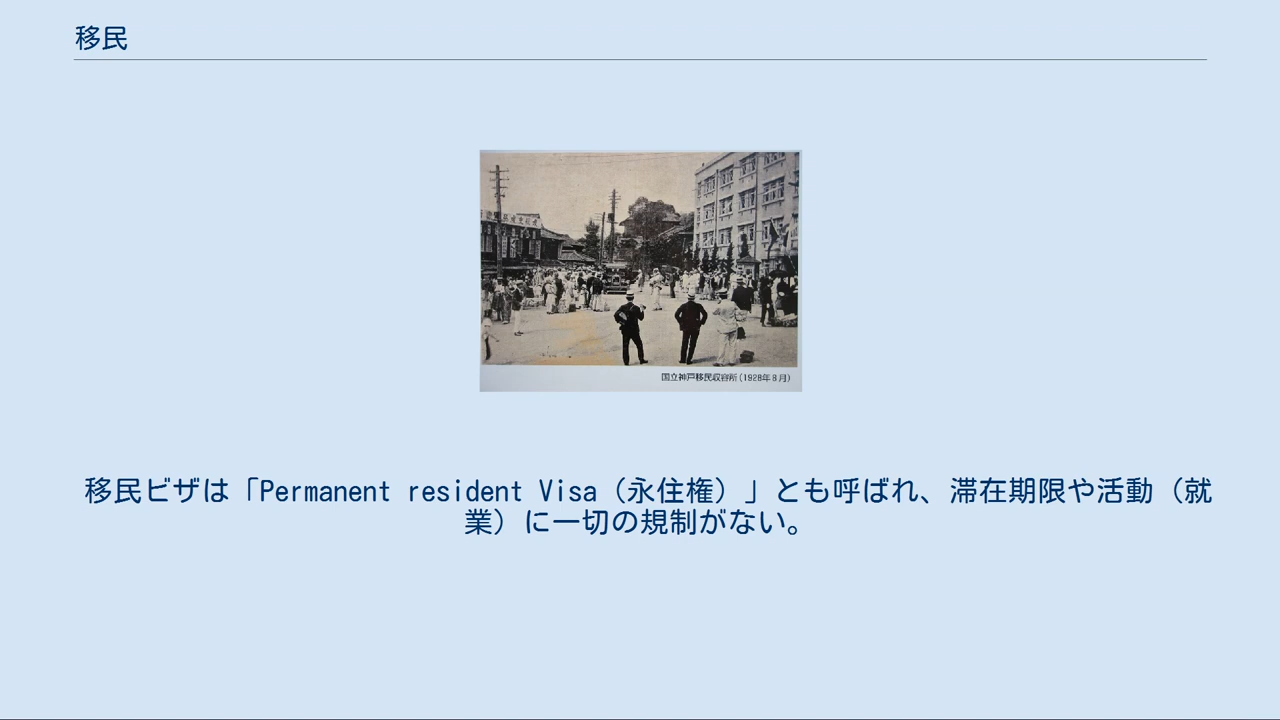 移民
国立神戸移民収容所(1928年8月)
移民ビザは「Permanent resident Visa（永住権）」とも呼ばれ、滞在期限や活動（就
業）に一切の規制がない。